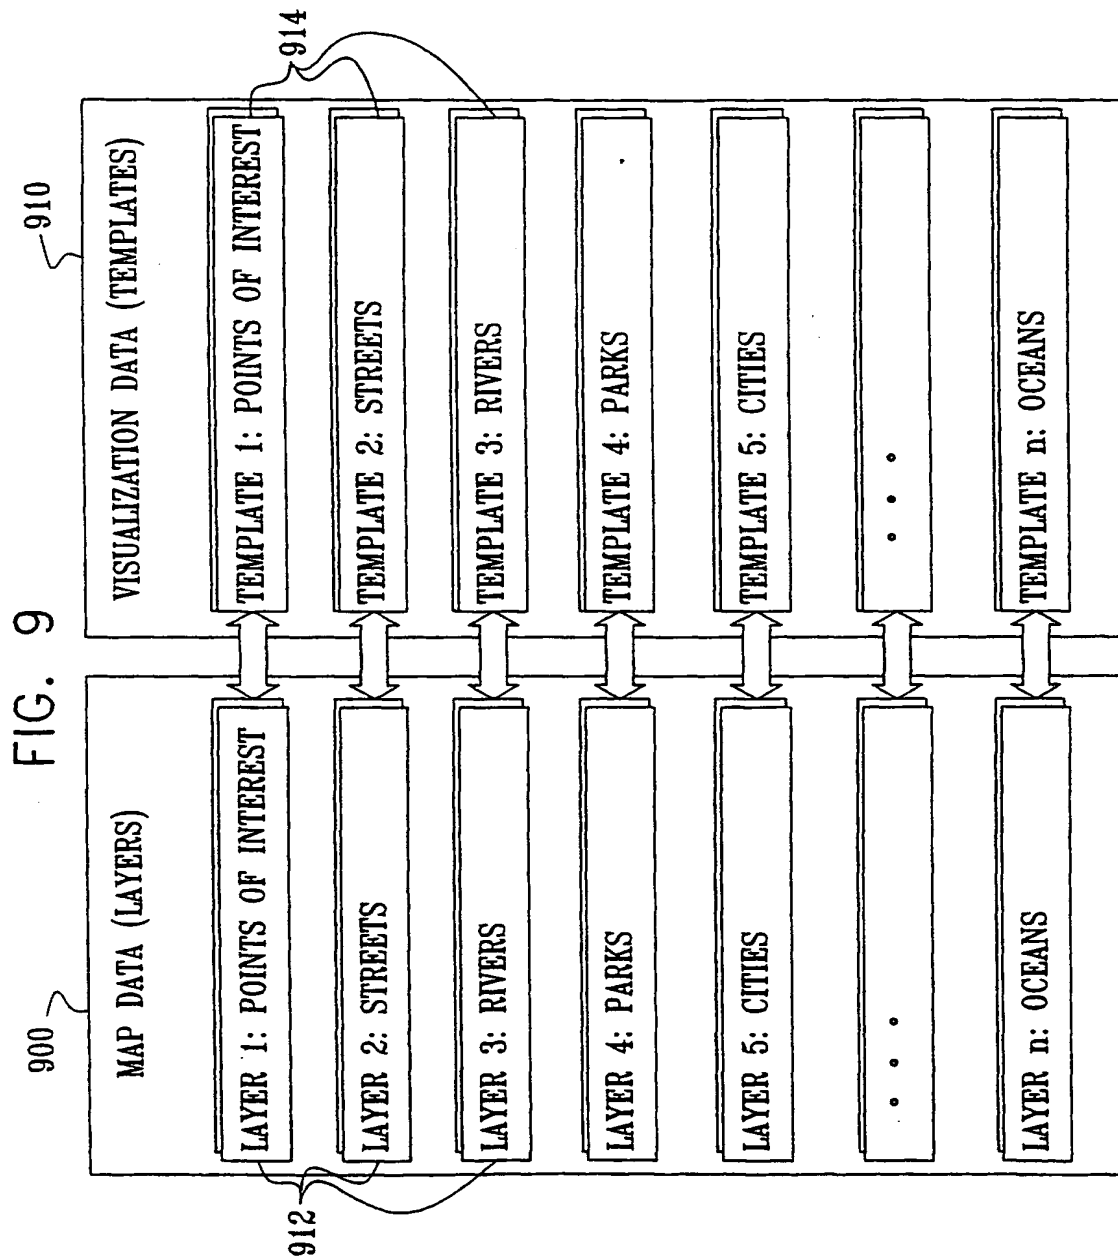 FIG. 9
900
MAP DATA (LAYERS)
LAYER 1: POINTS OF INTEREST
LAYER 2: STREETS
LAYER 3: RIVERS
LAYER 4: PARKS
LAYER 5: CITIES
• • •
LAYER n: OCEANS
912
910
VISUALIZATION DATA (TEMPLATES)
TEMPLATE 1: POINTS OF INTEREST
TEMPLATE 2: STREETS
TEMPLATE 3: RIVERS
TEMPLATE 4: PARKS
TEMPLATE 5: CITIES
• • •
TEMPLATE n: OCEANS
914